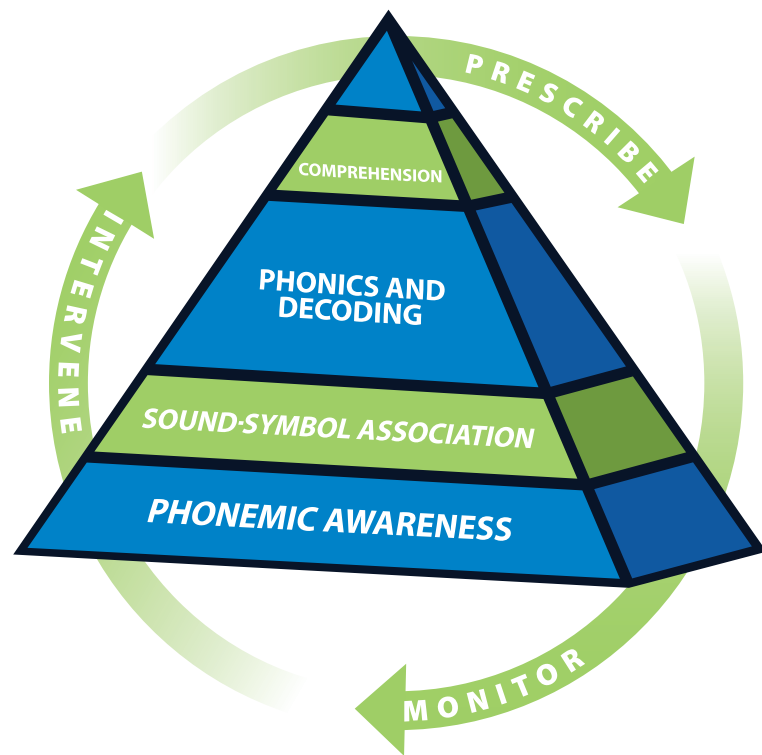 PRESCRIBE
COMPREHENSION
PHONICS AND
DECODING
INTERVENE
SOUND-SYMBOL ASSOCIATION
PHONEMIC AWARENESS
MONITOR